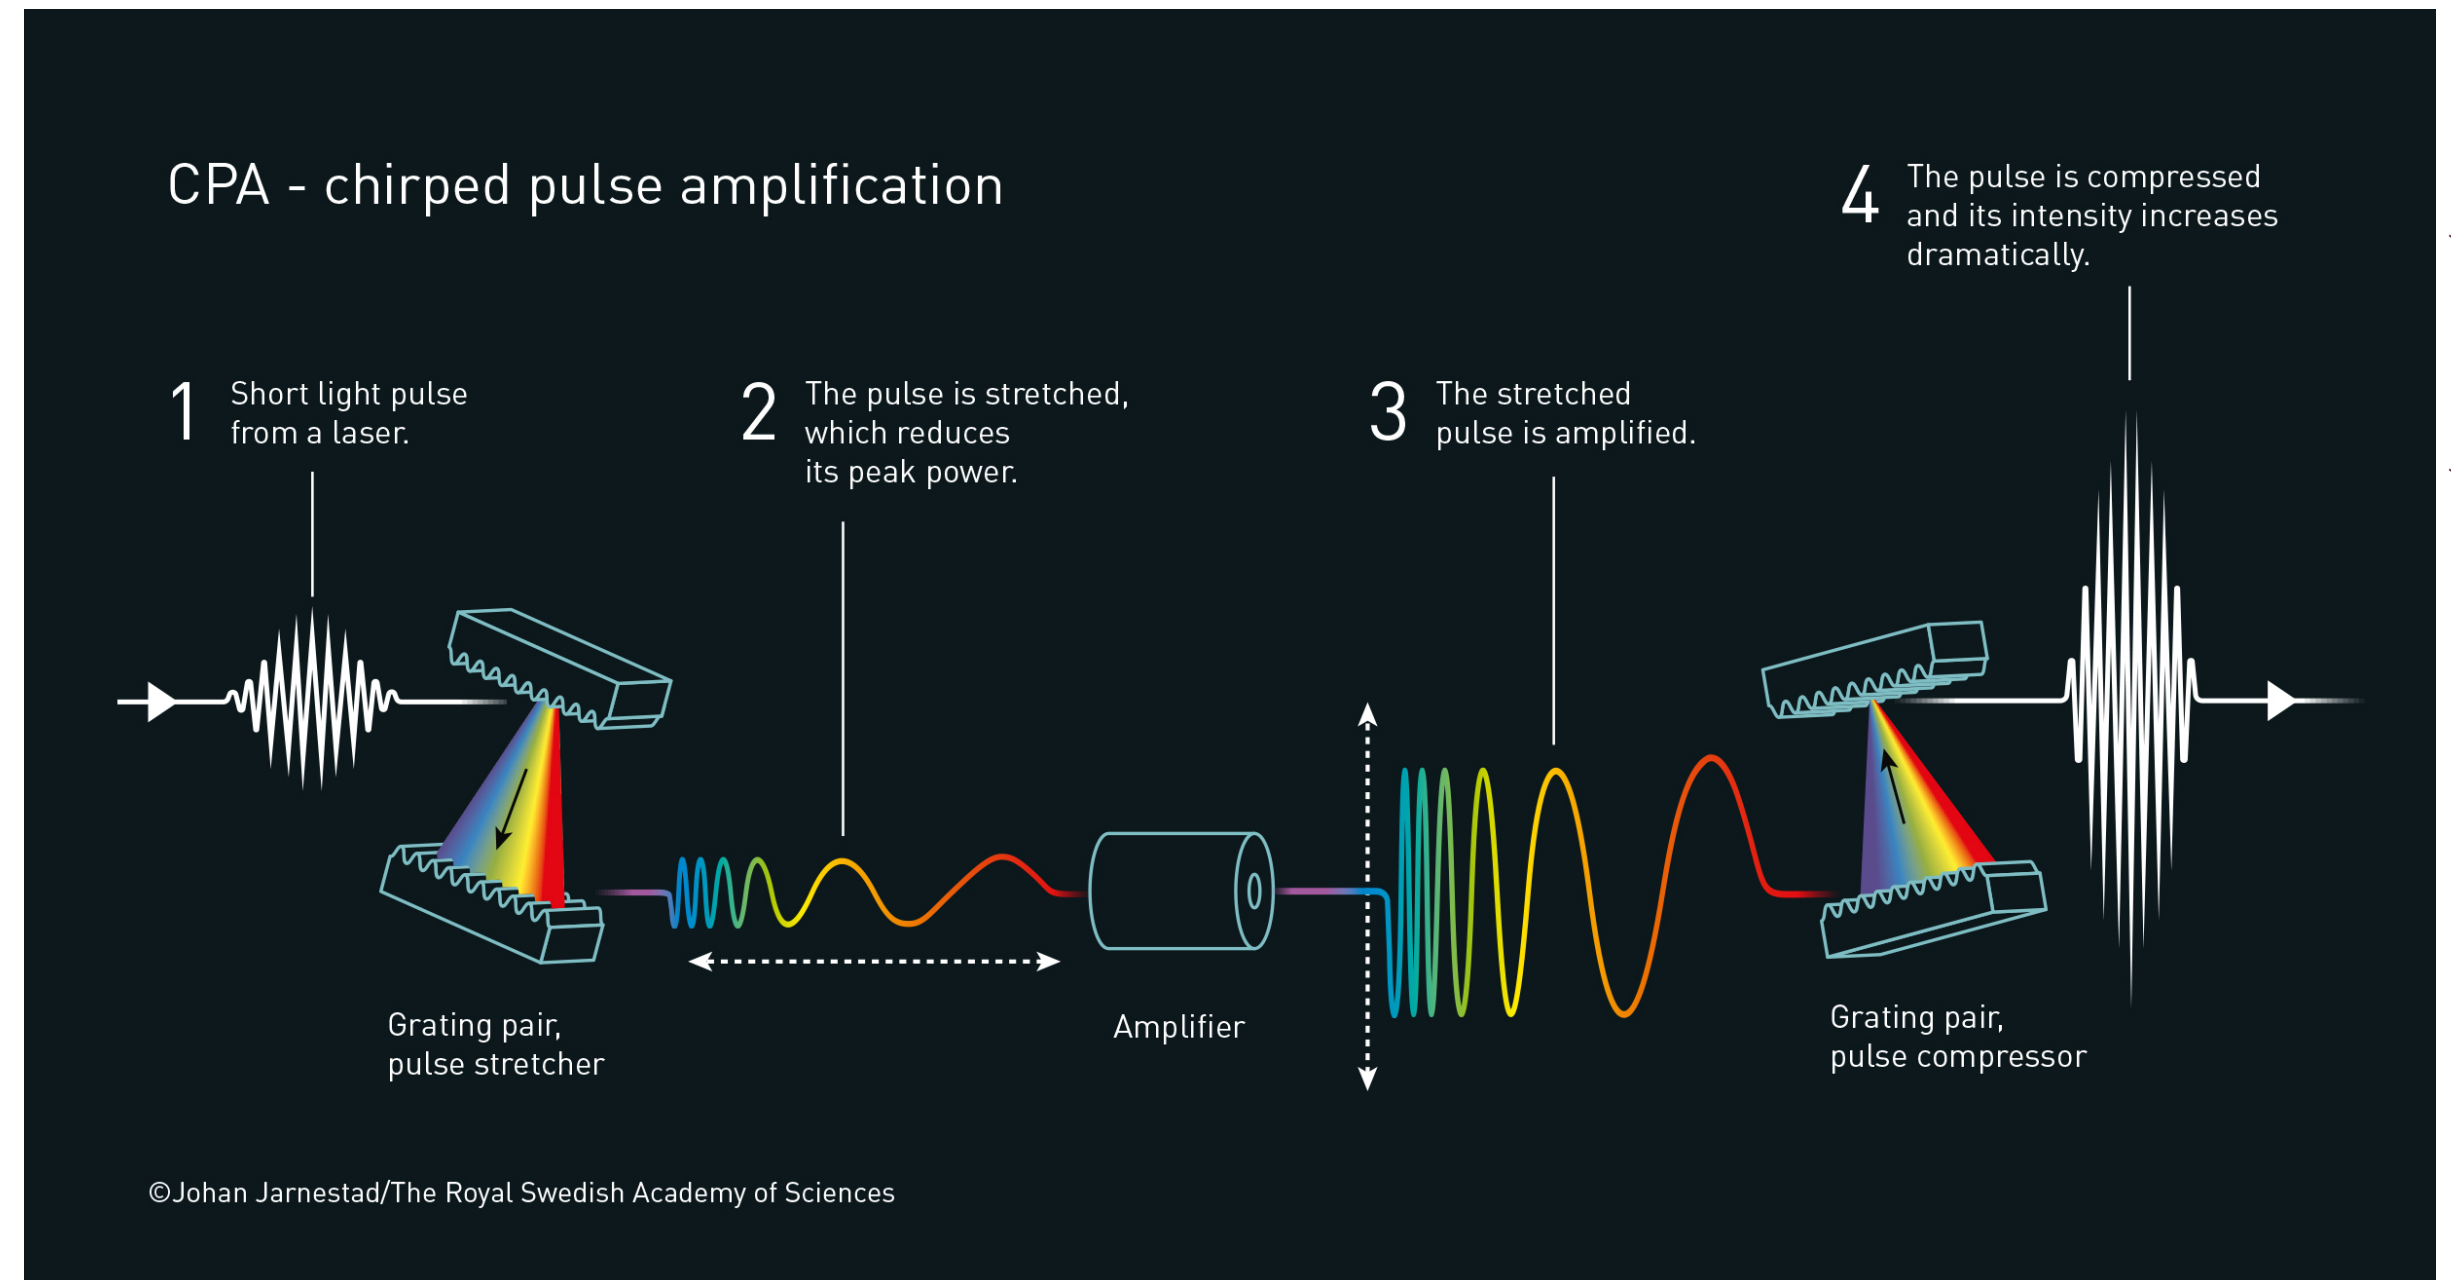 CPA - chirped pulse amplification
1
Short light pulse
from a laser.
2
The pulse is stretched,
which reduces
its peak power.
3
The stretched
pulse is amplified.
4
The pulse is compressed
and its intensity increases
dramatically.
Grating pair,
pulse stretcher
Amplifier
Grating pair,
pulse compressor
©Johan Jarnestad/The Royal Swedish Academy of Sciences